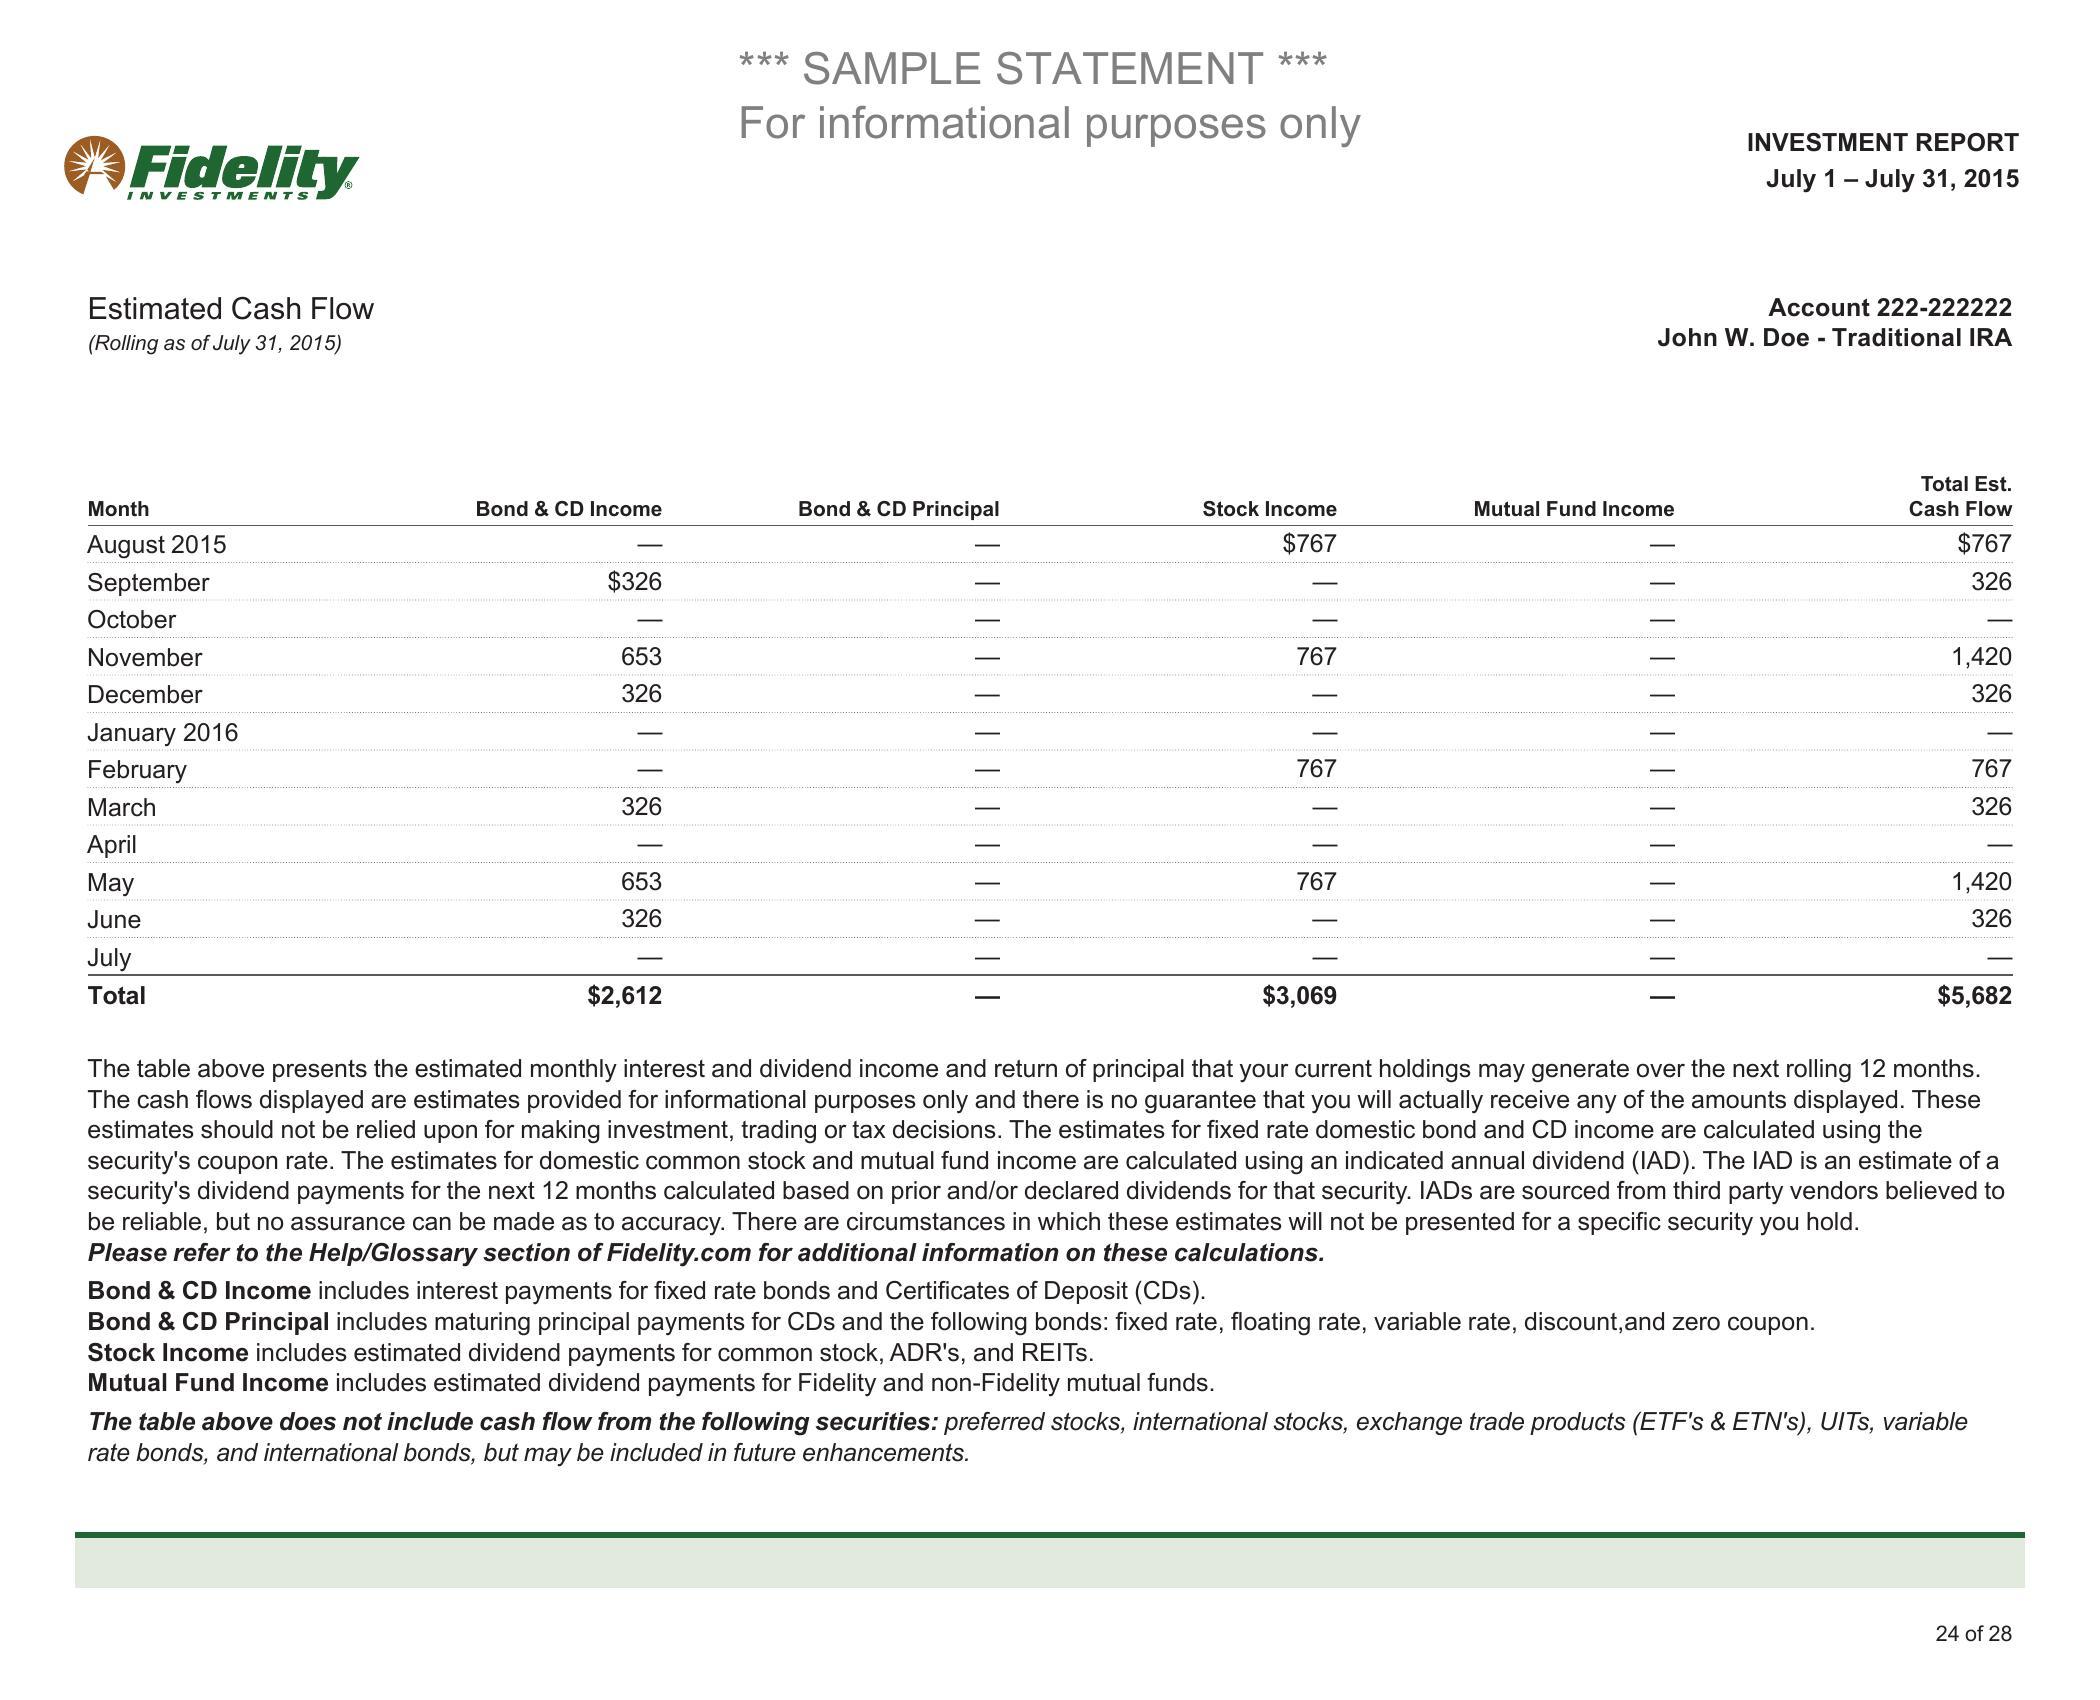 *** SAMPLE STATEMENT ***
For informational purposes only
Fidelity ®
INVESTMENTS
INVESTMENT REPORT
July 1 – July 31, 2015
Estimated Cash Flow
(Rolling as of July 31, 2015)
Account 222-222222
John W. Doe - Traditional IRA
Total Est.
Month Bond & CD Income Bond & CD Principal Stock Income Mutual Fund Income Cash Flow
August 2015 — — $767 — $767
September $326 — — — 326
October — — — — —
November 653 — 767 — 1,420
December 326 — — — 326
January 2016 — — — — —
February — — 767 — 767
March 326 — — — 326
April — — — — —
May 653 — 767 — 1,420
June 326 — — — 326
July — — — — —
Total $2,612 — $3,069 — $5,682
The table above presents the estimated monthly interest and dividend income and return of principal that your current holdings may generate over the next rolling 12 months.
The cash flows displayed are estimates provided for informational purposes only and there is no guarantee that you will actually receive any of the amounts displayed. These
estimates should not be relied upon for making investment, trading or tax decisions. The estimates for fixed rate domestic bond and CD income are calculated using the
security's coupon rate. The estimates for domestic common stock and mutual fund income are calculated using an indicated annual dividend (IAD). The IAD is an estimate of a
security's dividend payments for the next 12 months calculated based on prior and/or declared dividends for that security. IADs are sourced from third party vendors believed to
be reliable, but no assurance can be made as to accuracy. There are circumstances in which these estimates will not be presented for a specific security you hold.
Please refer to the Help/Glossary section of Fidelity.com for additional information on these calculations.
Bond & CD Income includes interest payments for fixed rate bonds and Certificates of Deposit (CDs).
Bond & CD Principal includes maturing principal payments for CDs and the following bonds: fixed rate, floating rate, variable rate, discount,and zero coupon.
Stock Income includes estimated dividend payments for common stock, ADR's, and REITs.
Mutual Fund Income includes estimated dividend payments for Fidelity and non-Fidelity mutual funds.
The table above does not include cash flow from the following securities: preferred stocks, international stocks, exchange trade products (ETF's & ETN's), UITs, variable
rate bonds, and international bonds, but may be included in future enhancements.
24 of 28